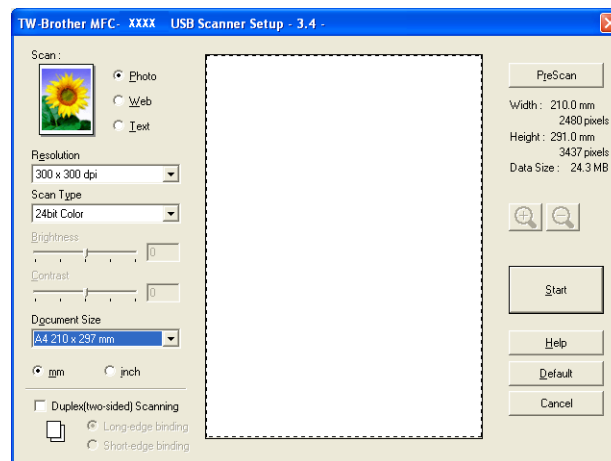 TW-Brother MFC- XXXX USB Scanner Setup - 3.4 -
Scan :
Photo
Web
Text
Resolution
300 x 300 dpi
Scan Type
24bit Color
Brightness
0
Contrast
0
Document Size
A4 210 x 297 mm
mm
inch
Duplex(two-sided) Scanning
Long-edge binding
Short-edge binding
PreScan
Width : 210.0 mm
2480 pixels
Height : 291.0 mm
3437 pixels
Data Size : 24.3 MB
Start
Help
Default
Cancel